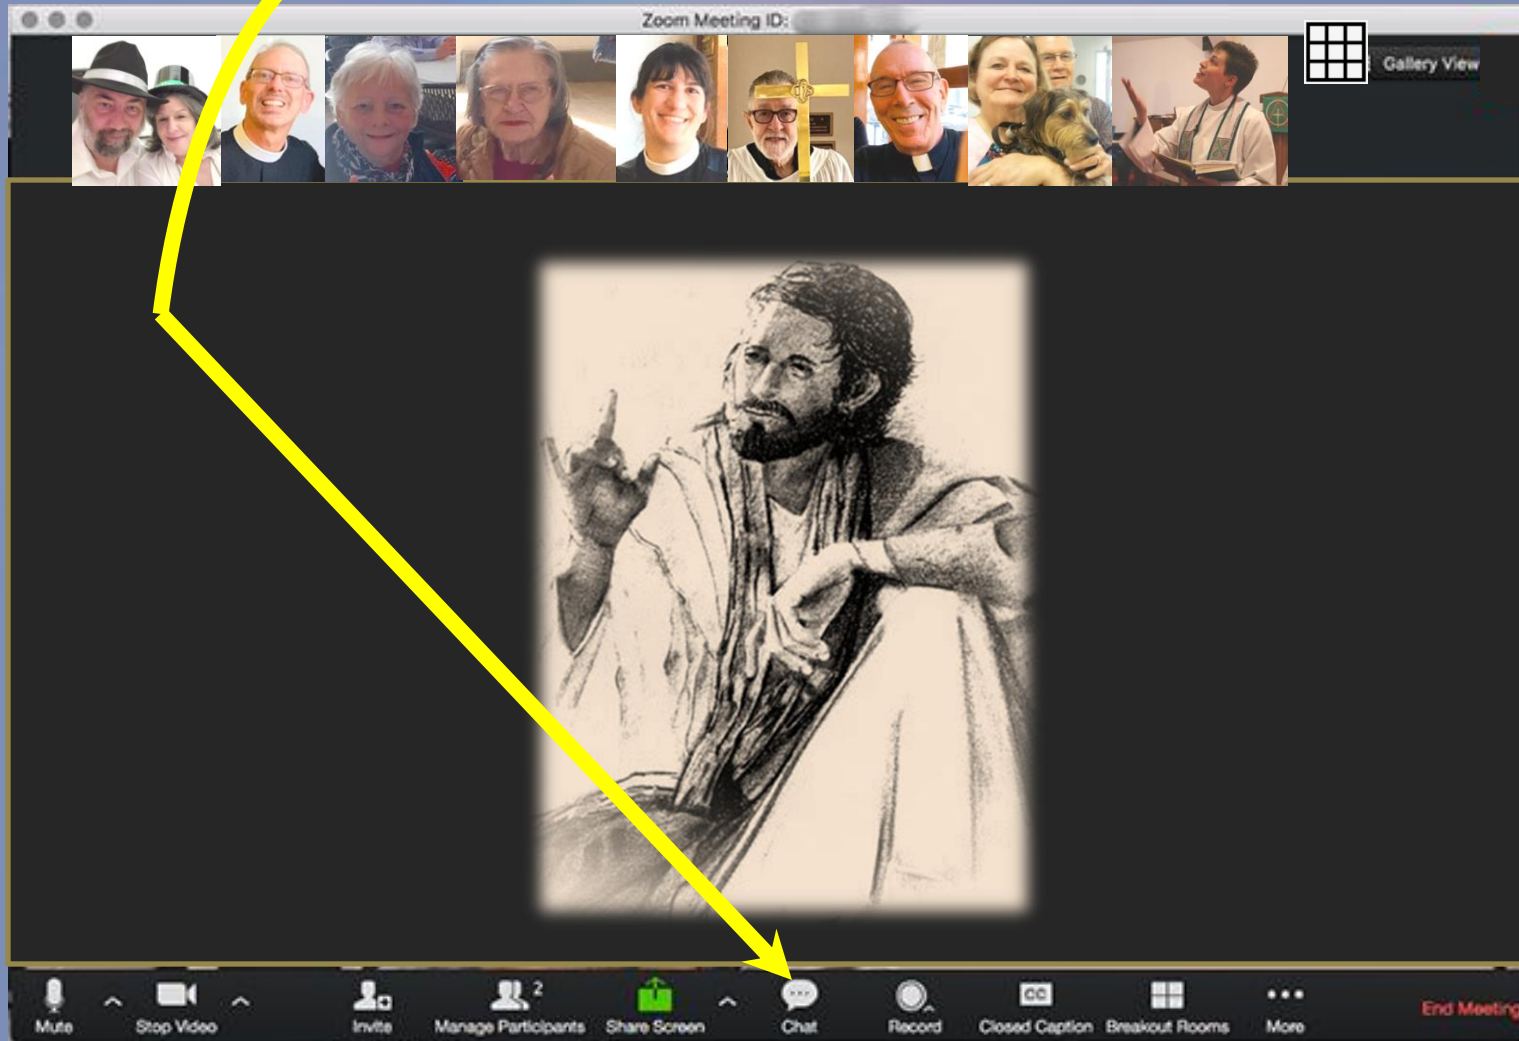 Zoom Meeting ID:
Gallery View
2
Mute
Stop Video
Invite
Manage Participants
Share Screen
Chat
Record
CC
Closed Caption
Breakout Rooms
More
End Meeting